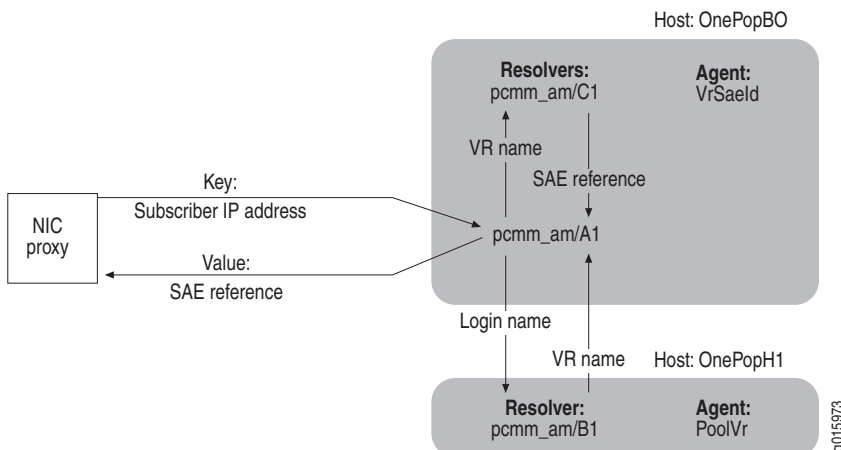 Host: OnePopBO
Resolvers:
pcmm_am/C1
Agent:
VrSaeId
VR name
SAE reference
Key:
Subscriber IP address
NIC
proxy
pcmm_am/A1
Value:
SAE reference
Login name
VR name
Host: OnePopH1
Resolver:
pcmm_am/B1
Agent:
PoolVr
g015973